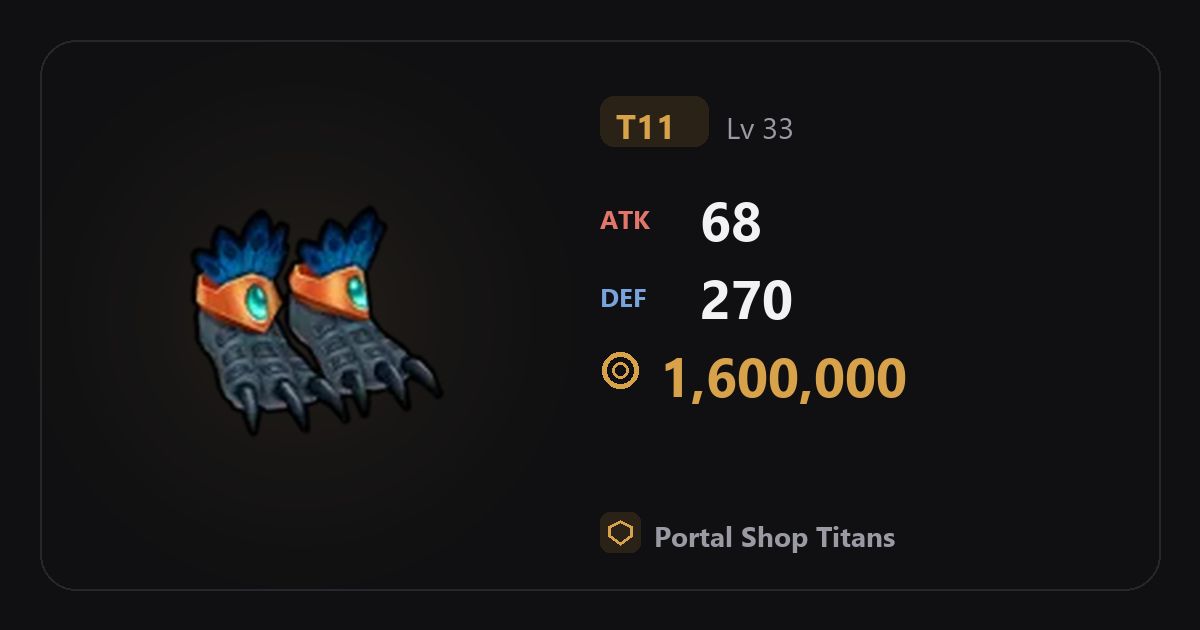 T11 Lv 33
ATK 68
DEF 270
1,600,000
Portal Shop Titans